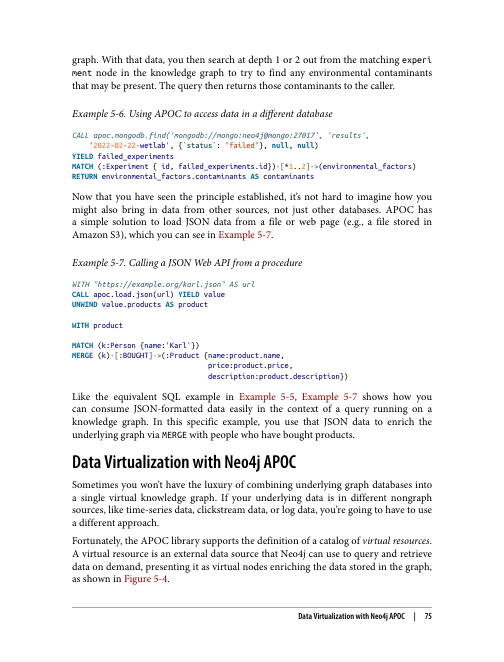 graph. With that data, you then search at depth 1 or 2 out from the matching experi
ment node in the knowledge graph to try to find any environmental contaminants
that may be present. The query then returns those contaminants to the caller.
Example 5-6. Using APOC to access data in a different database
CALL apoc.mongodb.find('mongodb://mongo:neo4j@mongo:27017', 'results',
'2022-02-22-wetlab', {`status`: "failed"}, null, null)
YIELD failed_experiments
MATCH (:Experiment { id, failed_experiments.id})-[*1..2]->(environmental_factors)
RETURN environmental_factors.contaminants AS contaminants
Now that you have seen the principle established, it's not hard to imagine how you
might also bring in data from other sources, not just other databases. APOC has
a simple solution to load JSON data from a file or web page (e.g., a file stored in
Amazon S3), which you can see in Example 5-7.
Example 5-7. Calling a JSON Web API from a procedure
WITH "https://example.org/karl.json" AS url
CALL apoc.load.json(url) YIELD value
UNWIND value.products AS product
WITH product
MATCH (k:Person {name:'Karl'})
MERGE (k)-[:BOUGHT]->(:Product {name:product.name,
price:product.price,
description:product.description})
Like the equivalent SQL example in Example 5-5, Example 5-7 shows how you
can consume JSON-formatted data easily in the context of a query running on a
knowledge graph. In this specific example, you use that JSON data to enrich the
underlying graph via MERGE with people who have bought products.
Data Virtualization with Neo4j APOC
Sometimes you won't have the luxury of combining underlying graph databases into
a single virtual knowledge graph. If your underlying data is in different nongraph
sources, like time-series data, clickstream data, or log data, you're going to have to use
a different approach.
Fortunately, the APOC library supports the definition of a catalog of virtual resources.
A virtual resource is an external data source that Neo4j can use to query and retrieve
data on demand, presenting it as virtual nodes enriching the data stored in the graph,
as shown in Figure 5-4.
Data Virtualization with Neo4j APOC | 75